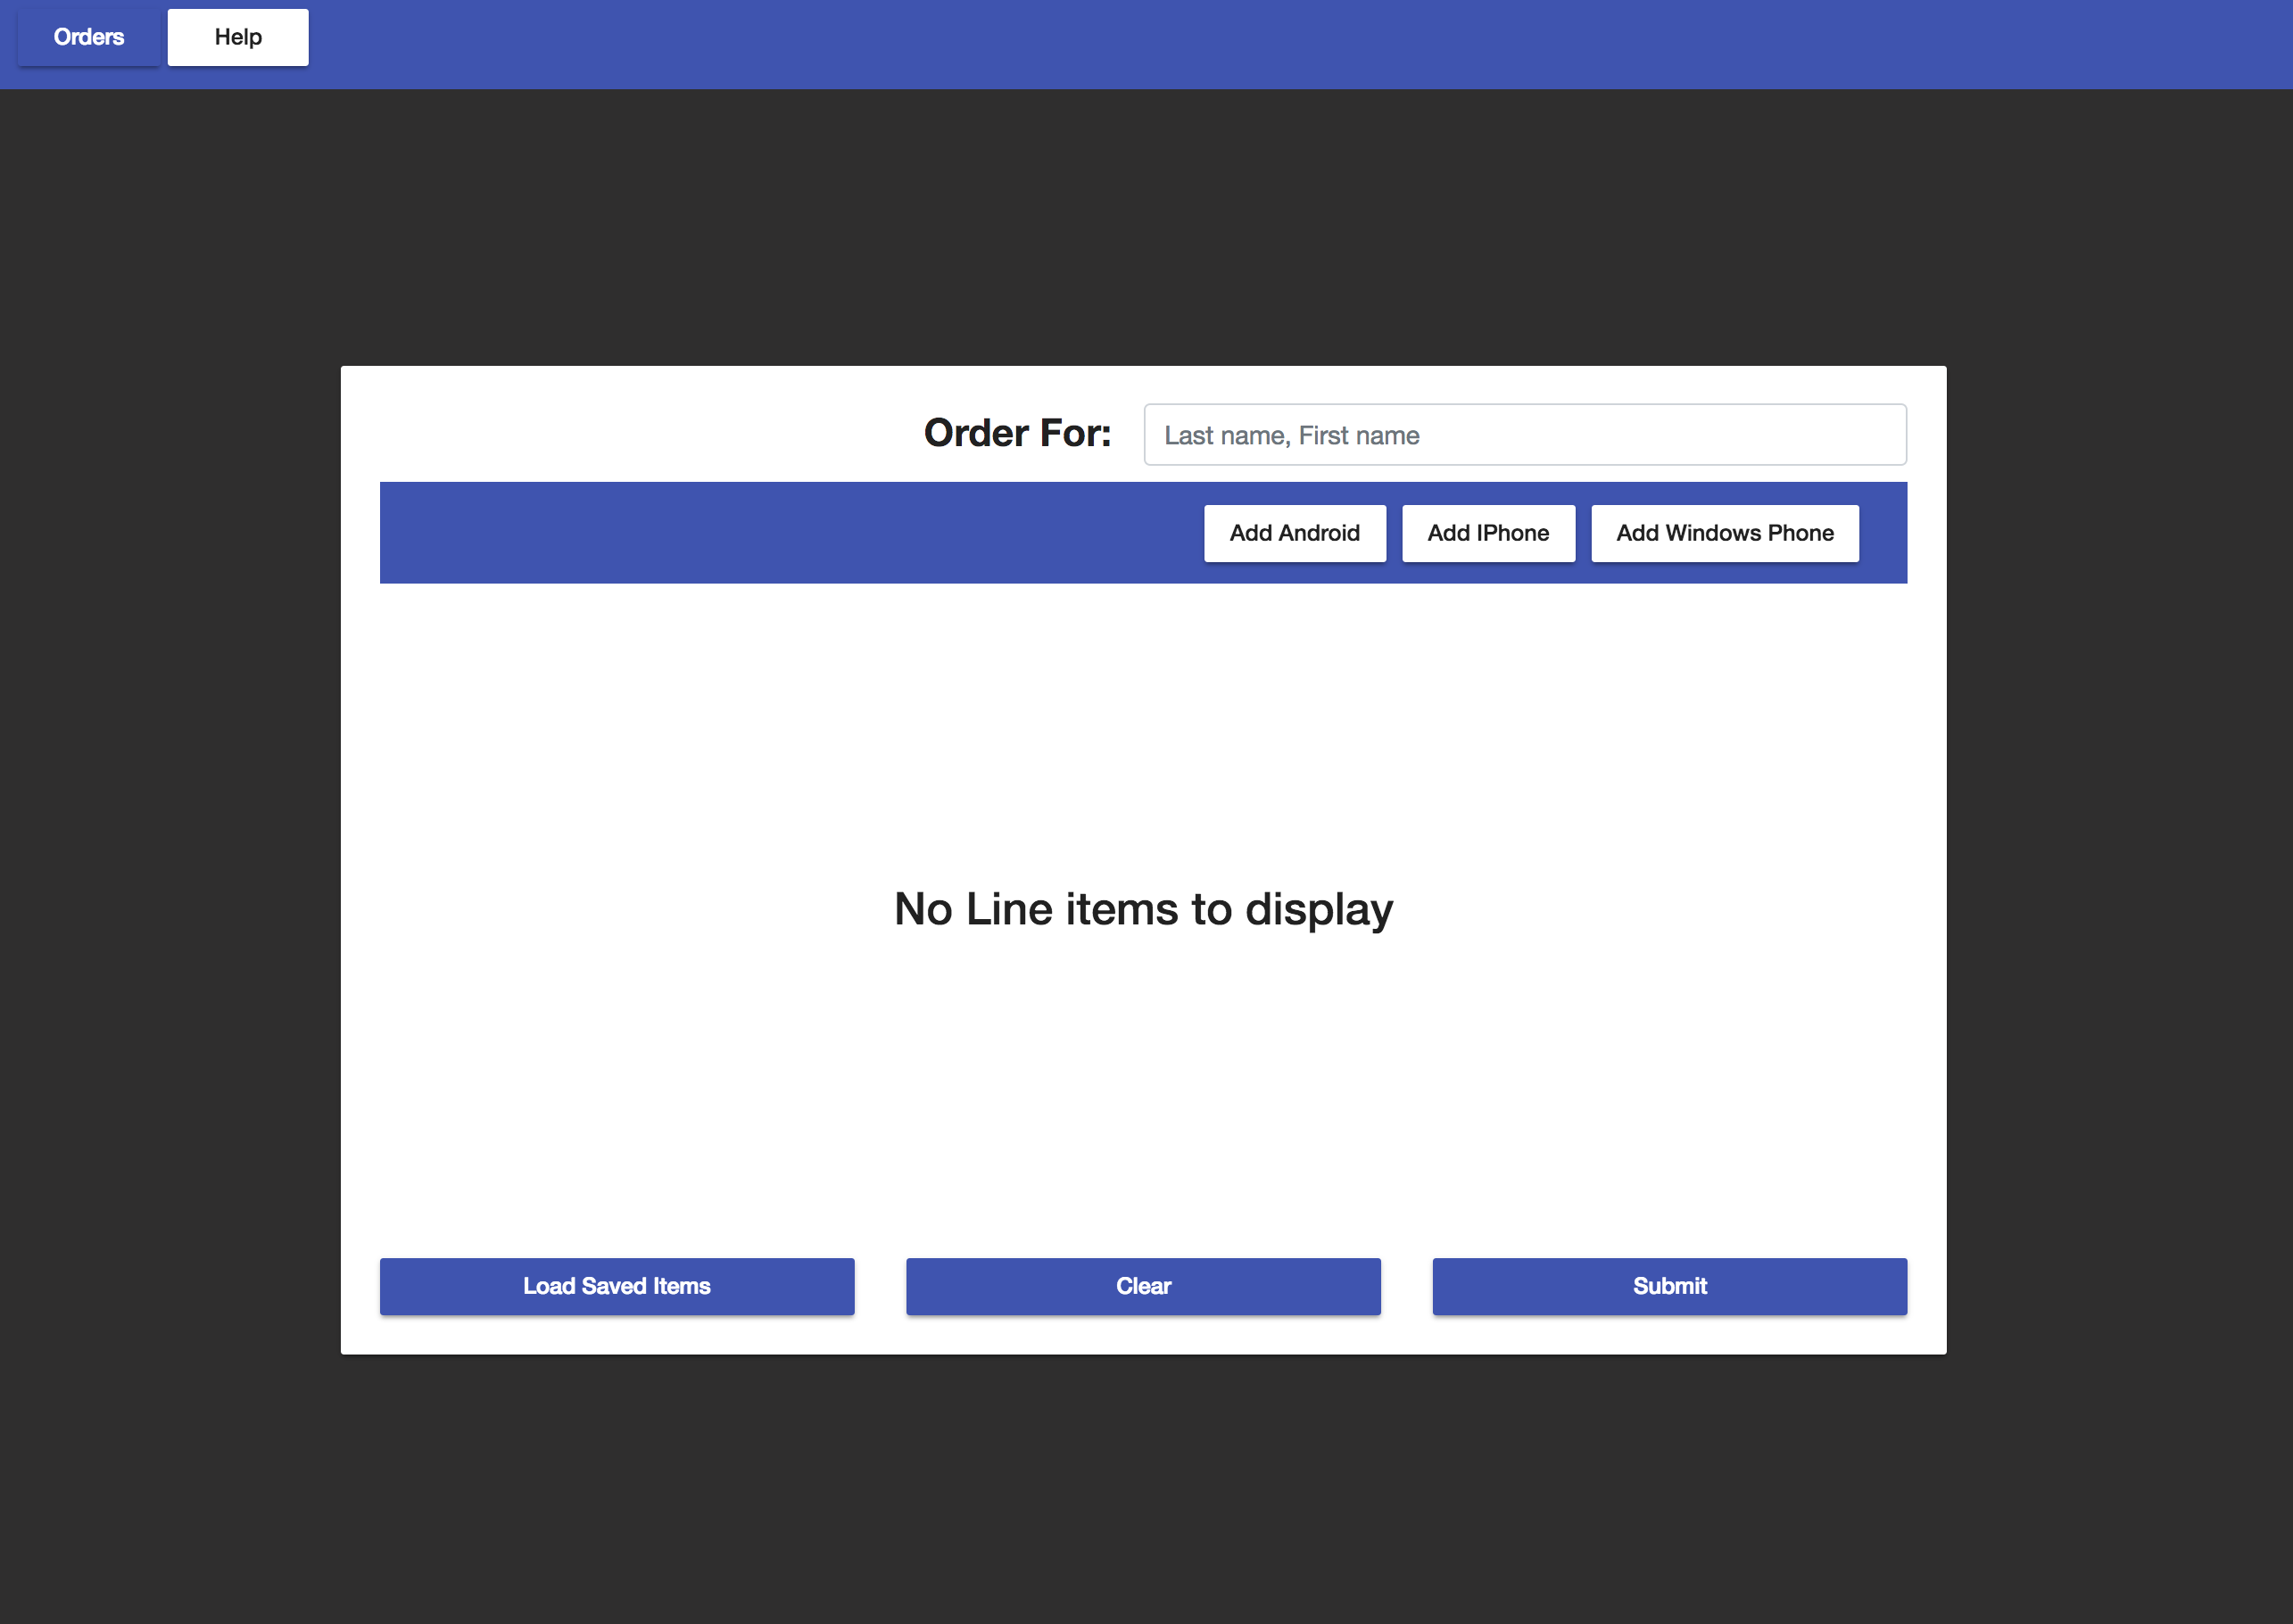 Orders Help
Order For: Last name, First name
Add Android Add IPhone Add Windows Phone
No Line items to display
Load Saved Items Clear Submit